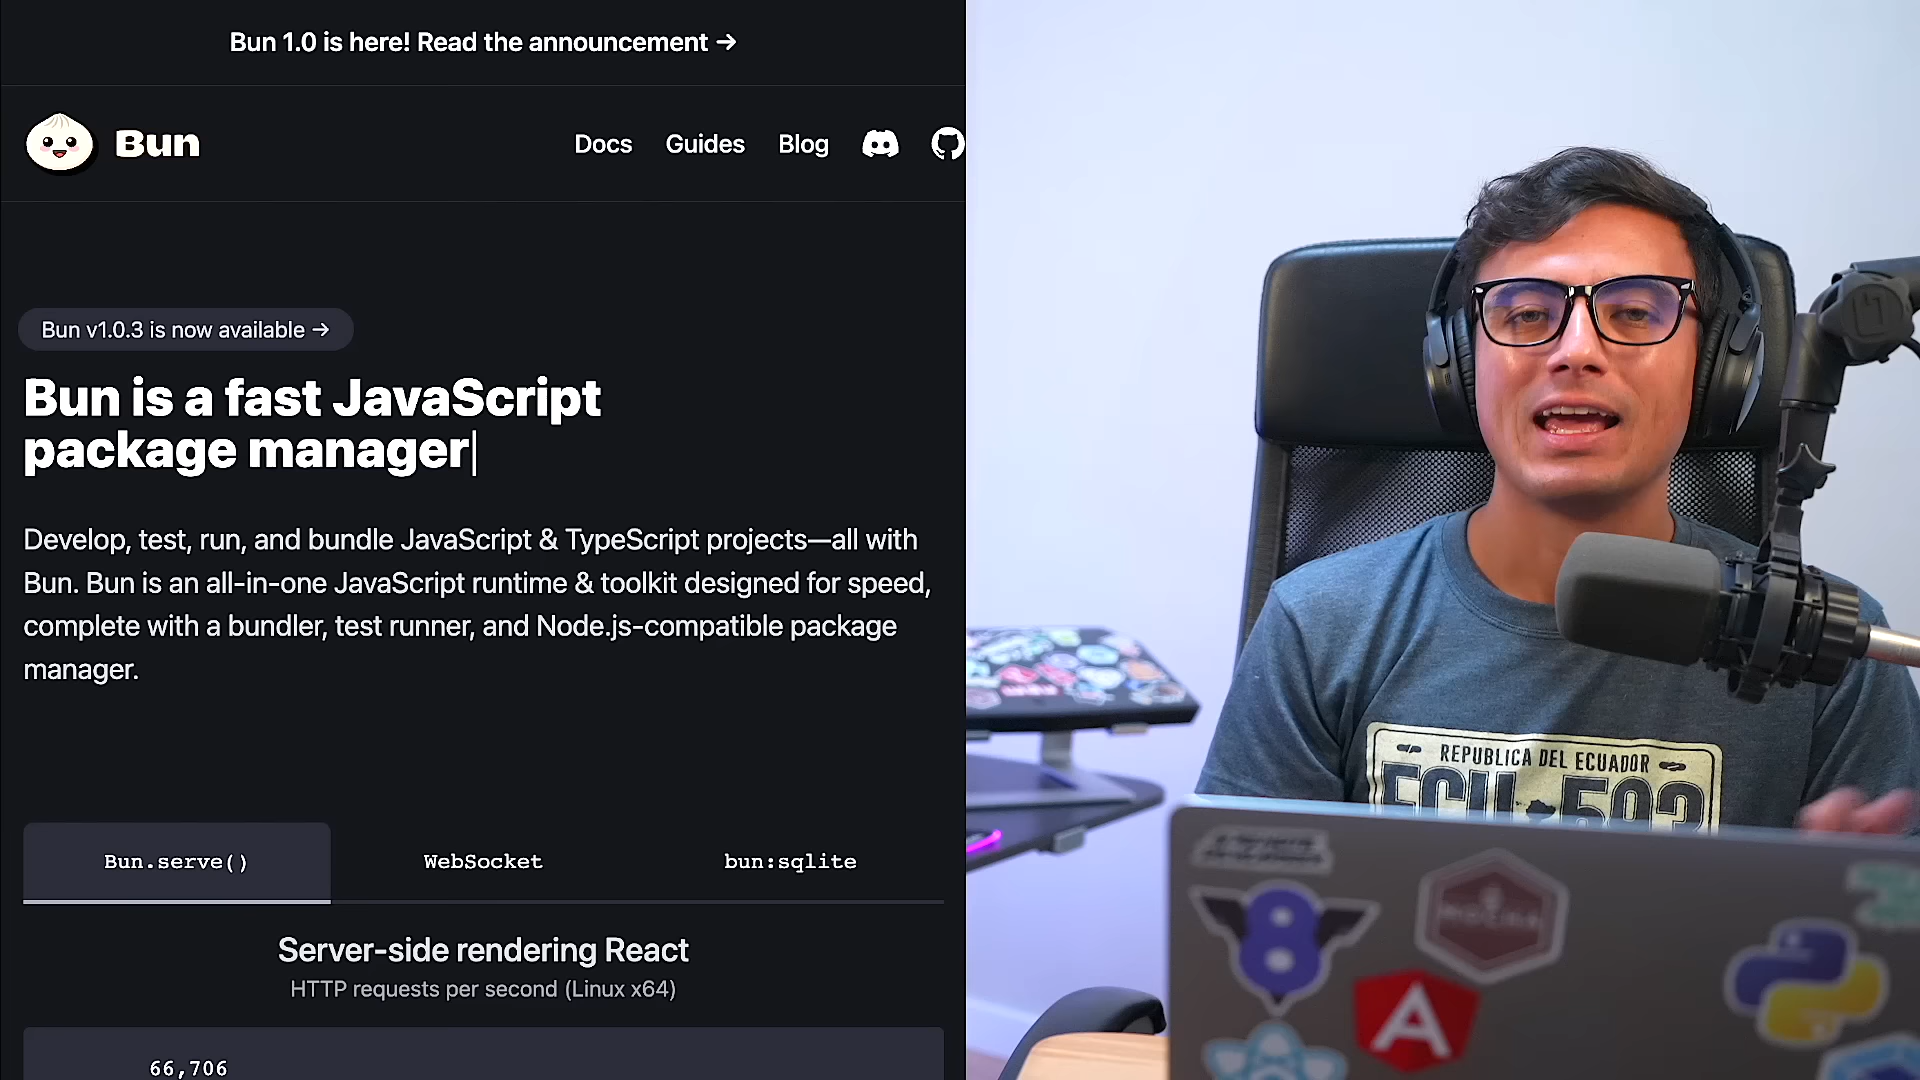 Bun 1.0 is here! Read the announcement →
Bun
Docs Guides Blog
Bun v1.0.3 is now available →
Bun is a fast JavaScript
package manager
Develop, test, run, and bundle JavaScript & TypeScript projects—all with
Bun. Bun is an all-in-one JavaScript runtime & toolkit designed for speed,
complete with a bundler, test runner, and Node.js-compatible package
manager.
Bun.serve() WebSocket bun:sqlite
Server-side rendering React
HTTP requests per second (Linux x64)
66,706
REPUBLICA DEL ECUADOR
ECU 593
MOCHA
8
A